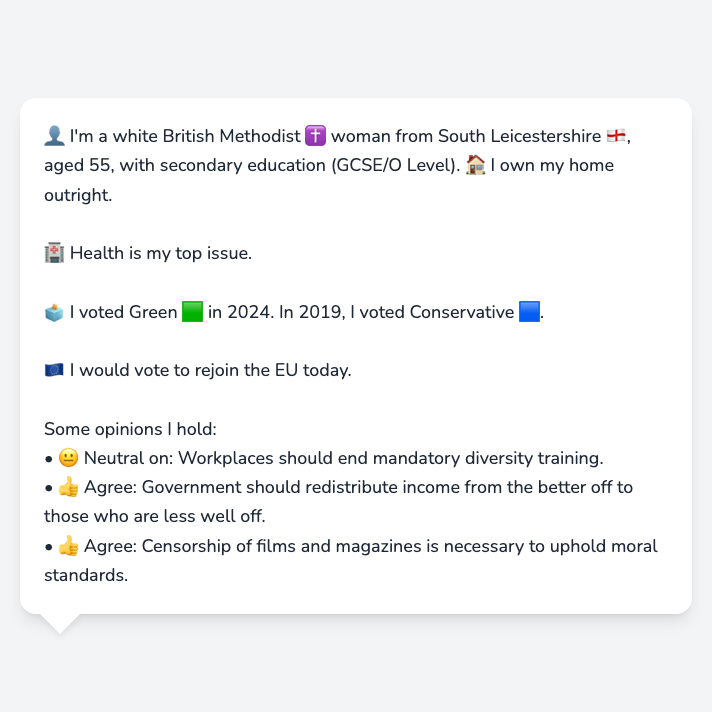 👤 I'm a white British Methodist ✝️ woman from South Leicestershire 🏴󠁧󠁢󠁥󠁮󠁧󠁿,
aged 55, with secondary education (GCSE/O Level). 🏠 I own my home
outright.
🏥 Health is my top issue.
🗳️ I voted Green 🟩 in 2024. In 2019, I voted Conservative 🟦.
🇪🇺 I would vote to rejoin the EU today.
Some opinions I hold:
• 😐 Neutral on: Workplaces should end mandatory diversity training.
• 👍 Agree: Government should redistribute income from the better off to
those who are less well off.
• 👍 Agree: Censorship of films and magazines is necessary to uphold moral
standards.